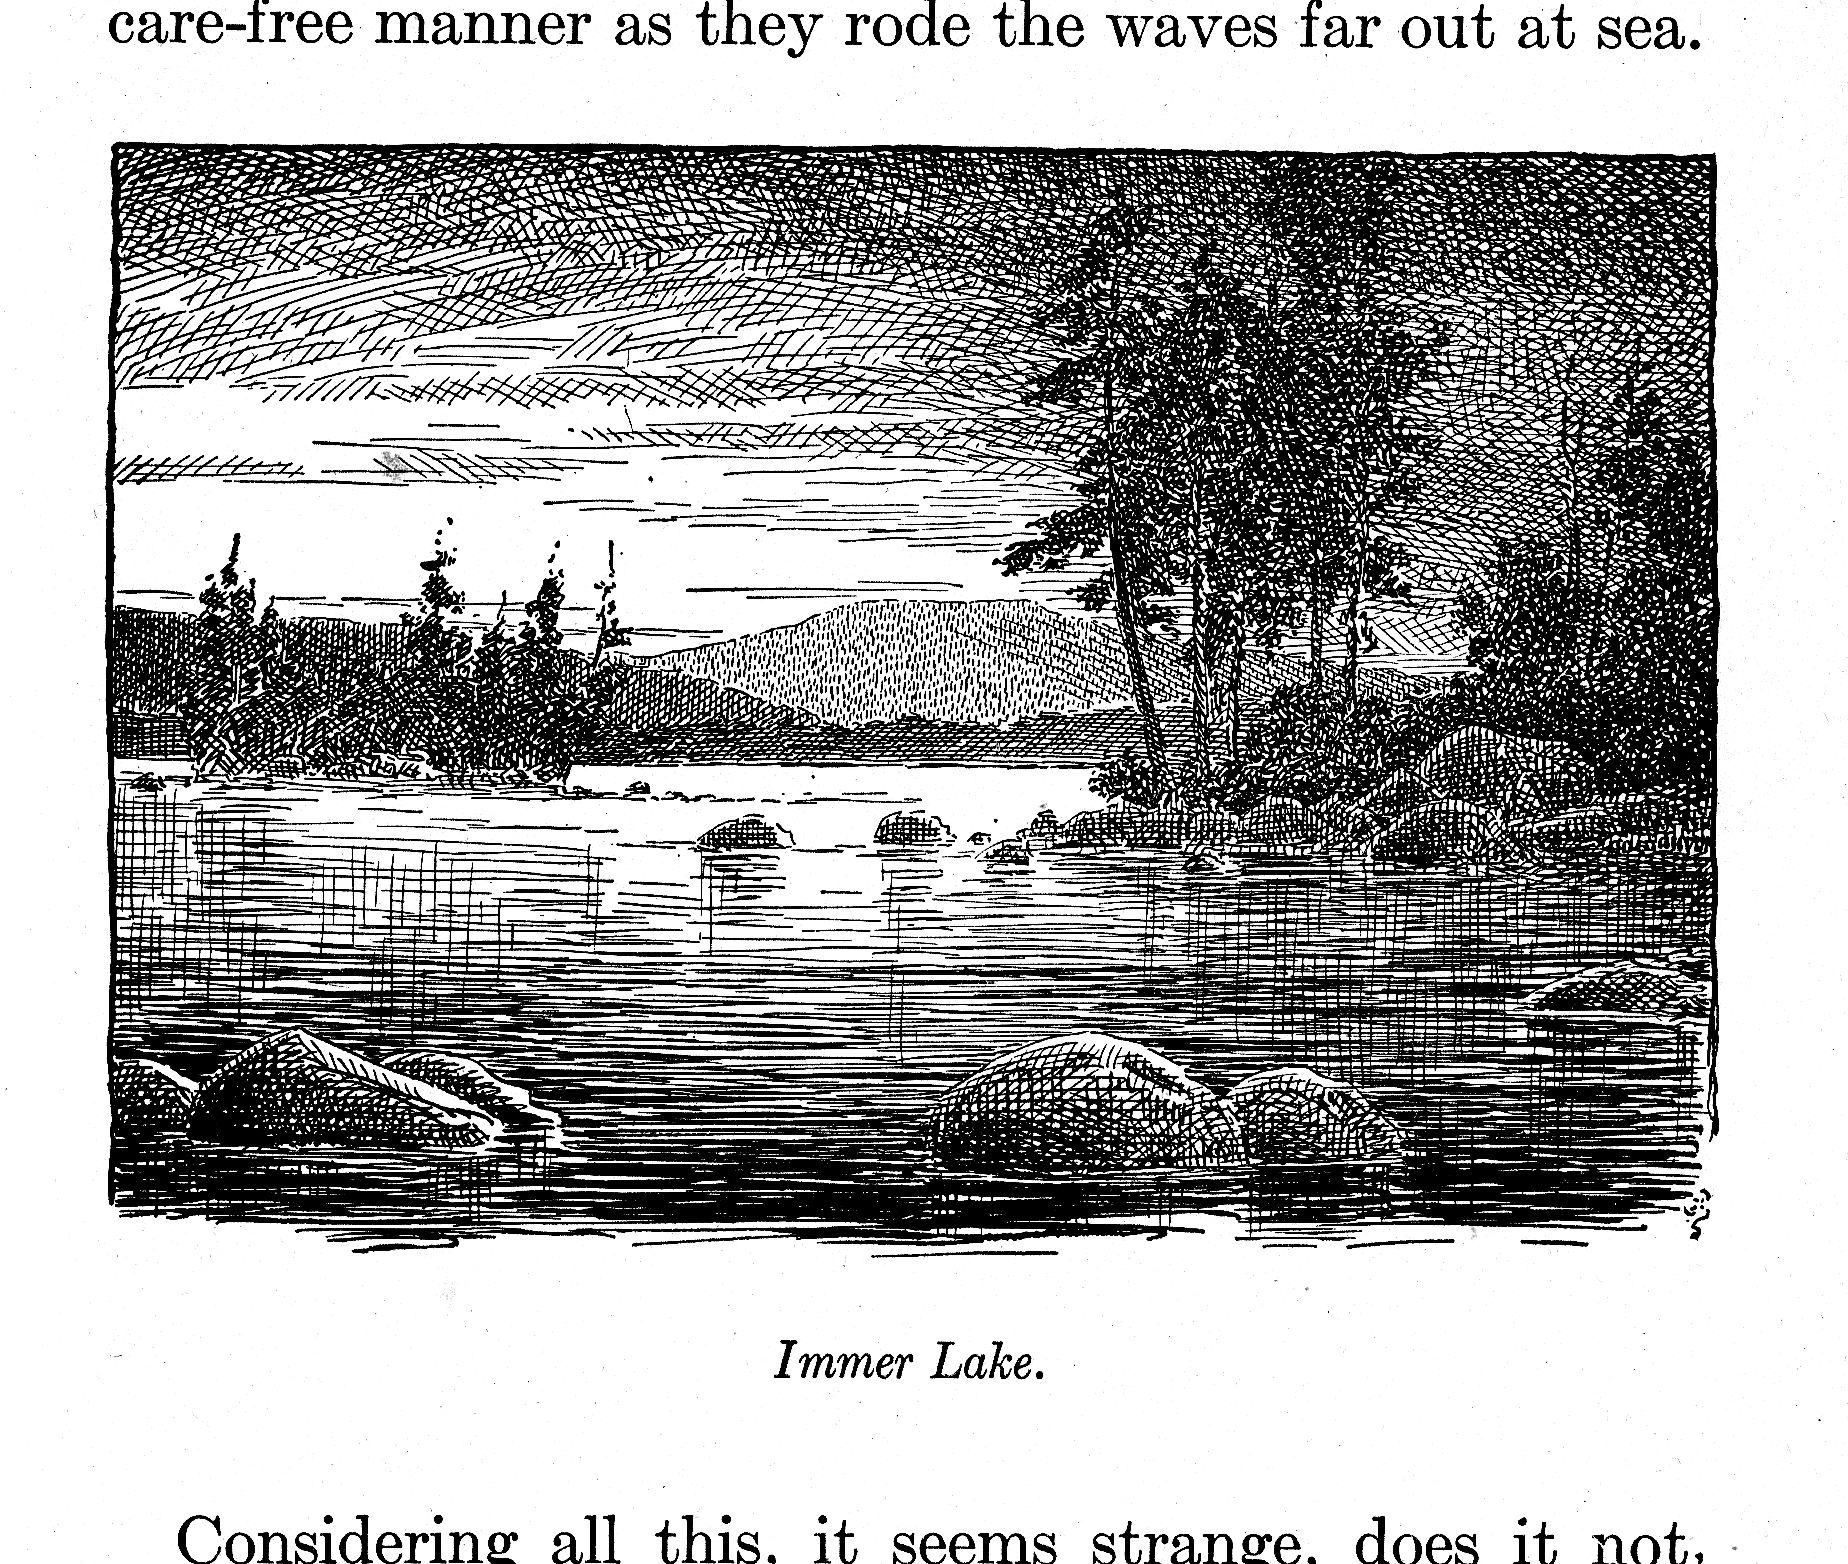 care-free manner as they rode the waves far out at sea.
Immer Lake.
Considering all this, it seems strange, does it not,